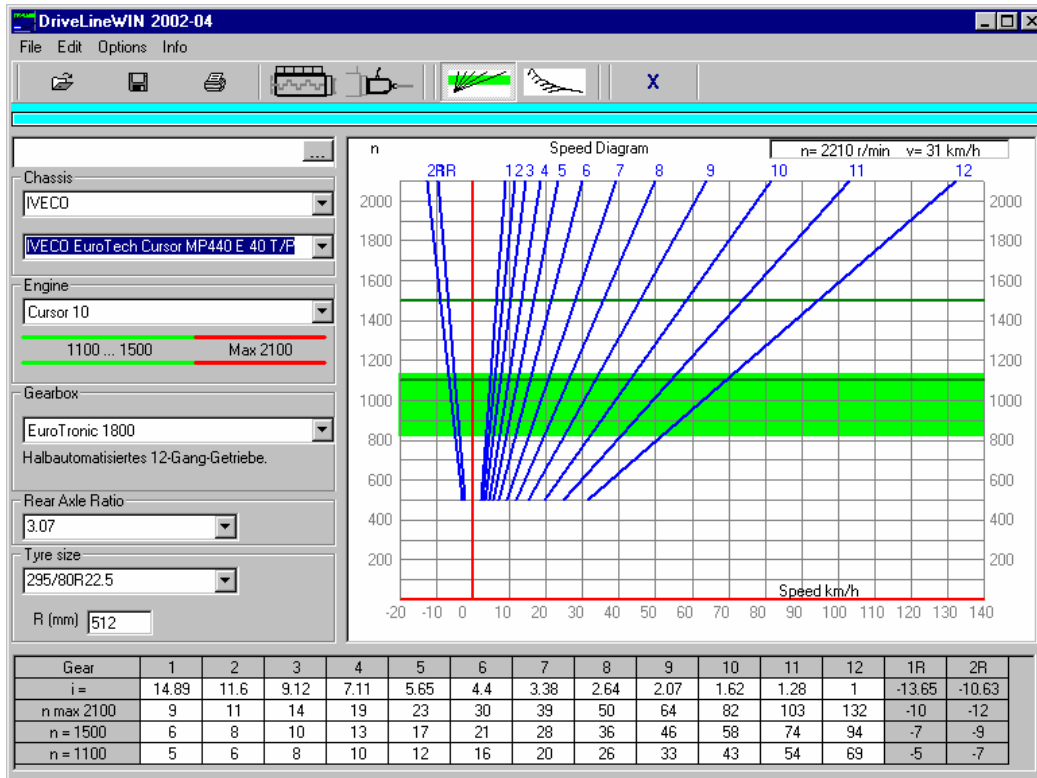 DriveLineWIN 2002-04
File Edit Options Info
X
...
Chassis
IVECO
IVECO EuroTech Cursor MP440 E 40 T/P
Engine
Cursor 10
1100 ... 1500 Max 2100
Gearbox
EuroTronic 1800
Halbautomatisiertes 12-Gang-Getriebe.
Rear Axle Ratio
3.07
Tyre size
295/80R22.5
R (mm) 512
n Speed Diagram n= 2210 r/min v= 31 km/h
2R 1R 1 2 3 4 5 6 7 8 9 10 11 12
2000 2000
1800 1800
1600 1600
1400 1400
1200 1200
1000 1000
800 800
600 600
400 400
200 200
Speed km/h
-20 -10 0 10 20 30 40 50 60 70 80 90 100 110 120 130 140
Gear 1 2 3 4 5 6 7 8 9 10 11 12 1R 2R
i = 14.89 11.6 9.12 7.11 5.65 4.4 3.38 2.64 2.07 1.62 1.28 1 -13.65 -10.63
n max 2100 9 11 14 19 23 30 39 50 64 82 103 132 -10 -12
n = 1500 6 8 10 13 17 21 28 36 46 58 74 94 -7 -9
n = 1100 5 6 8 10 12 16 20 26 33 43 54 69 -5 -7